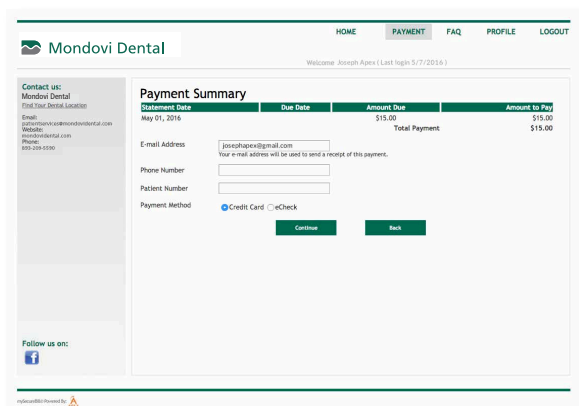 HOME PAYMENT FAQ PROFILE LOGOUT
Mondovi Dental
Welcome Joseph Apex ( Last login 5/7/2016 )
Contact us:
Mondovi Dental
Find Your Dental Location
Email:
patientservices@mondovidental.com
Website:
mondovidental.com
Phone:
Payment Summary
Statement Date Due Date Amount Due Amount to Pay
May 01, 2016 $15.00 $15.00
Total Payment $15.00
E-mail Address josephapex@gmail.com
Your e-mail address will be used to send a receipt of this payment.
Phone Number
Patient Number
Payment Method Credit Card eCheck
Continue Back
Follow us on:
f
Powered By: